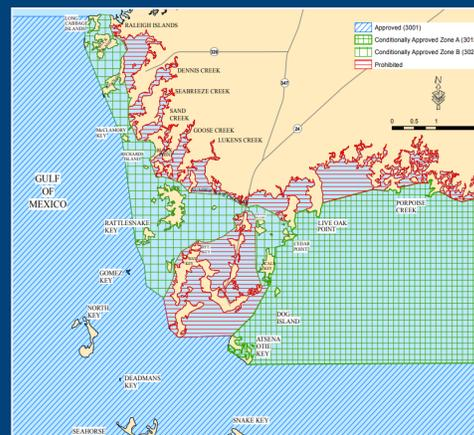 LONG
CABBAGE
ISLANDS
RALEIGH ISLANDS
Approved (3001)
Conditionally Approved Zone A (301
Conditionally Approved Zone B (302
Prohibited
326
DENNIS CREEK
347
SEABREEZE CREEK
SAND
CREEK
24
N
McCLAMORY
KEY
GOOSE CREEK
0 0.5 1
LUKENS CREEK
RICHARDS
ISLAND
GULF
OF
MEXICO
PORPOISE
CREEK
RATTLESNAKE
KEY
LIVE OAK
POINT
CEDAR
POINT
GOMEZ
KEY
NORTH
KEY
DOG
ISLAND
ATSENA
OTIE
KEY
DEADMANS
KEY
SEAHORSE
SNAKE KEY